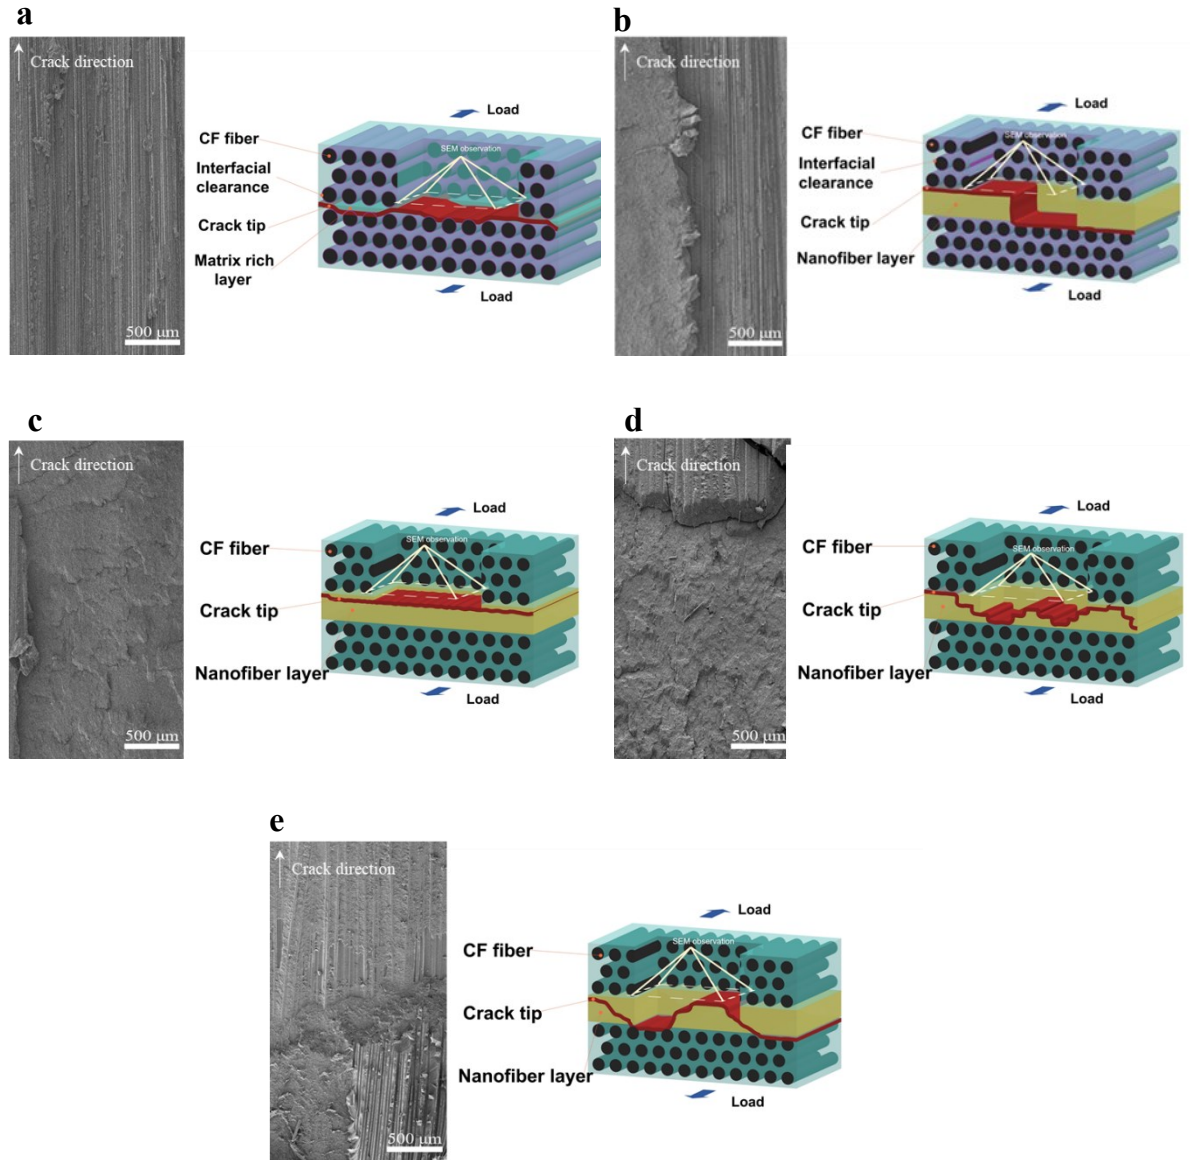 a
Crack direction
500 μm
Load
CF fiber
SEM observation
Interfacial
clearance
Crack tip
Matrix rich
layer
Load
b
Crack direction
500 μm
Load
CF fiber
SEM observation
Interfacial
clearance
Crack tip
Nanofiber layer
Load
c
Crack direction
500 μm
Load
CF fiber
SEM observation
Crack tip
Nanofiber layer
Load
d
Crack direction
500 μm
Load
CF fiber
SEM observation
Crack tip
Nanofiber layer
Load
e
Crack direction
500 μm
Load
CF fiber
SEM observation
Crack tip
Nanofiber layer
Load